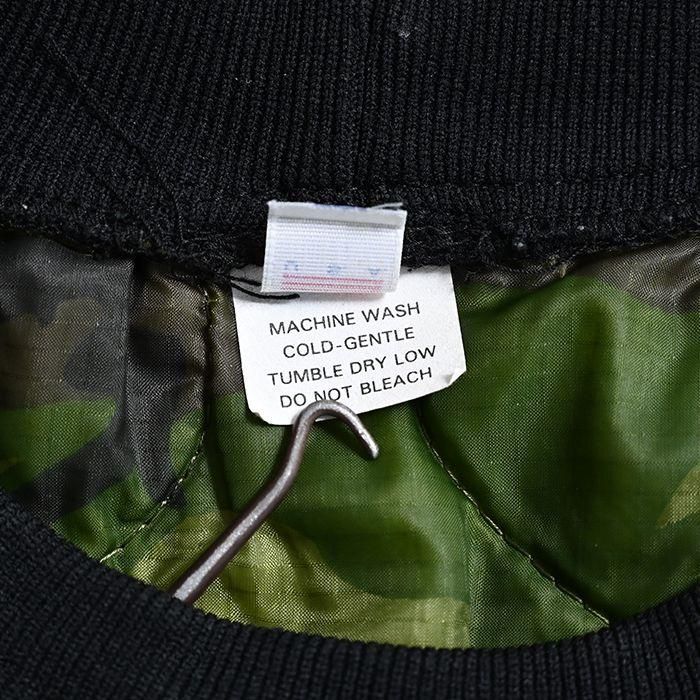 MACHINE WASH
COLD-GENTLE
TUMBLE DRY LOW
DO NOT BLEACH